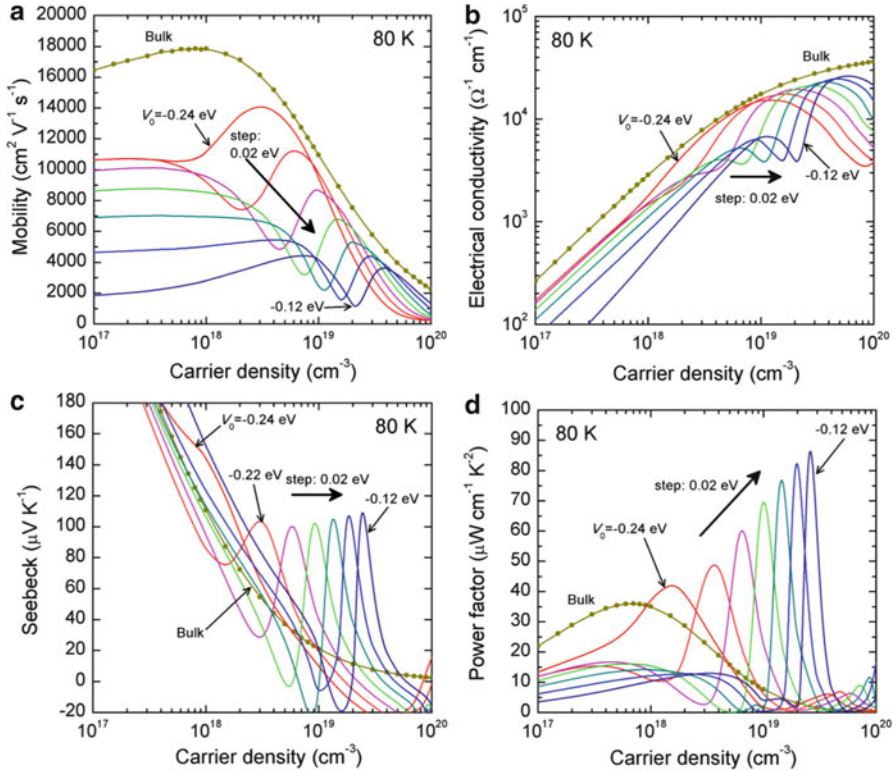 a
80 K
Bulk
V₀=-0.24 eV
step:
0.02 eV
-0.12 eV
18000
16000
14000
12000
10000
8000
6000
4000
2000
0
Mobility (cm² V⁻¹ s⁻¹)
10¹⁷ 10¹⁸ 10¹⁹ 10²⁰
Carrier density (cm⁻³)
b
80 K
Bulk
V₀=-0.24 eV
-0.12 eV
step: 0.02 eV
10⁵
10⁴
10³
10²
Electrical conductivity (Ω⁻¹ cm⁻¹)
10¹⁷ 10¹⁸ 10¹⁹ 10²⁰
Carrier density (cm⁻³)
c
80 K
V₀=-0.24 eV
-0.22 eV
step: 0.02 eV
-0.12 eV
Bulk
180
160
140
120
100
80
60
40
20
0
-20
Seebeck (μV K⁻¹)
10¹⁷ 10¹⁸ 10¹⁹ 10²⁰
Carrier density (cm⁻³)
d
80 K
-0.12 eV
step: 0.02 eV
V₀=-0.24 eV
Bulk
100
90
80
70
60
50
40
30
20
10
0
Power factor (μW cm⁻¹ K⁻²)
10¹⁷ 10¹⁸ 10¹⁹ 10²⁰
Carrier density (cm⁻³)